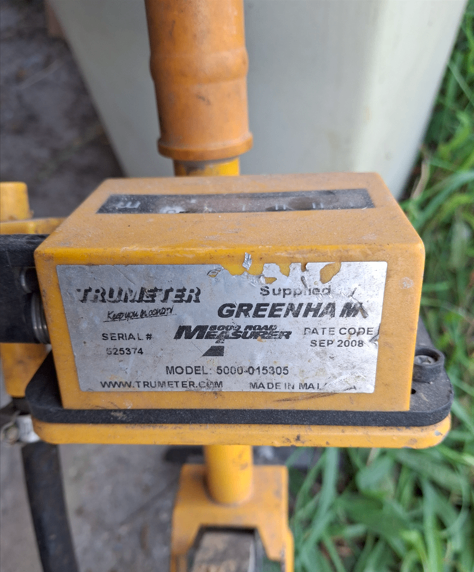 TRUMETER
Supplied
GREENHAM
SERIAL#
525374
5000 ROAD
MEASURER
DATE CODE
SEP 2008
MODEL: 5000-015305
WWW.TRUMETER.COM
MADE IN